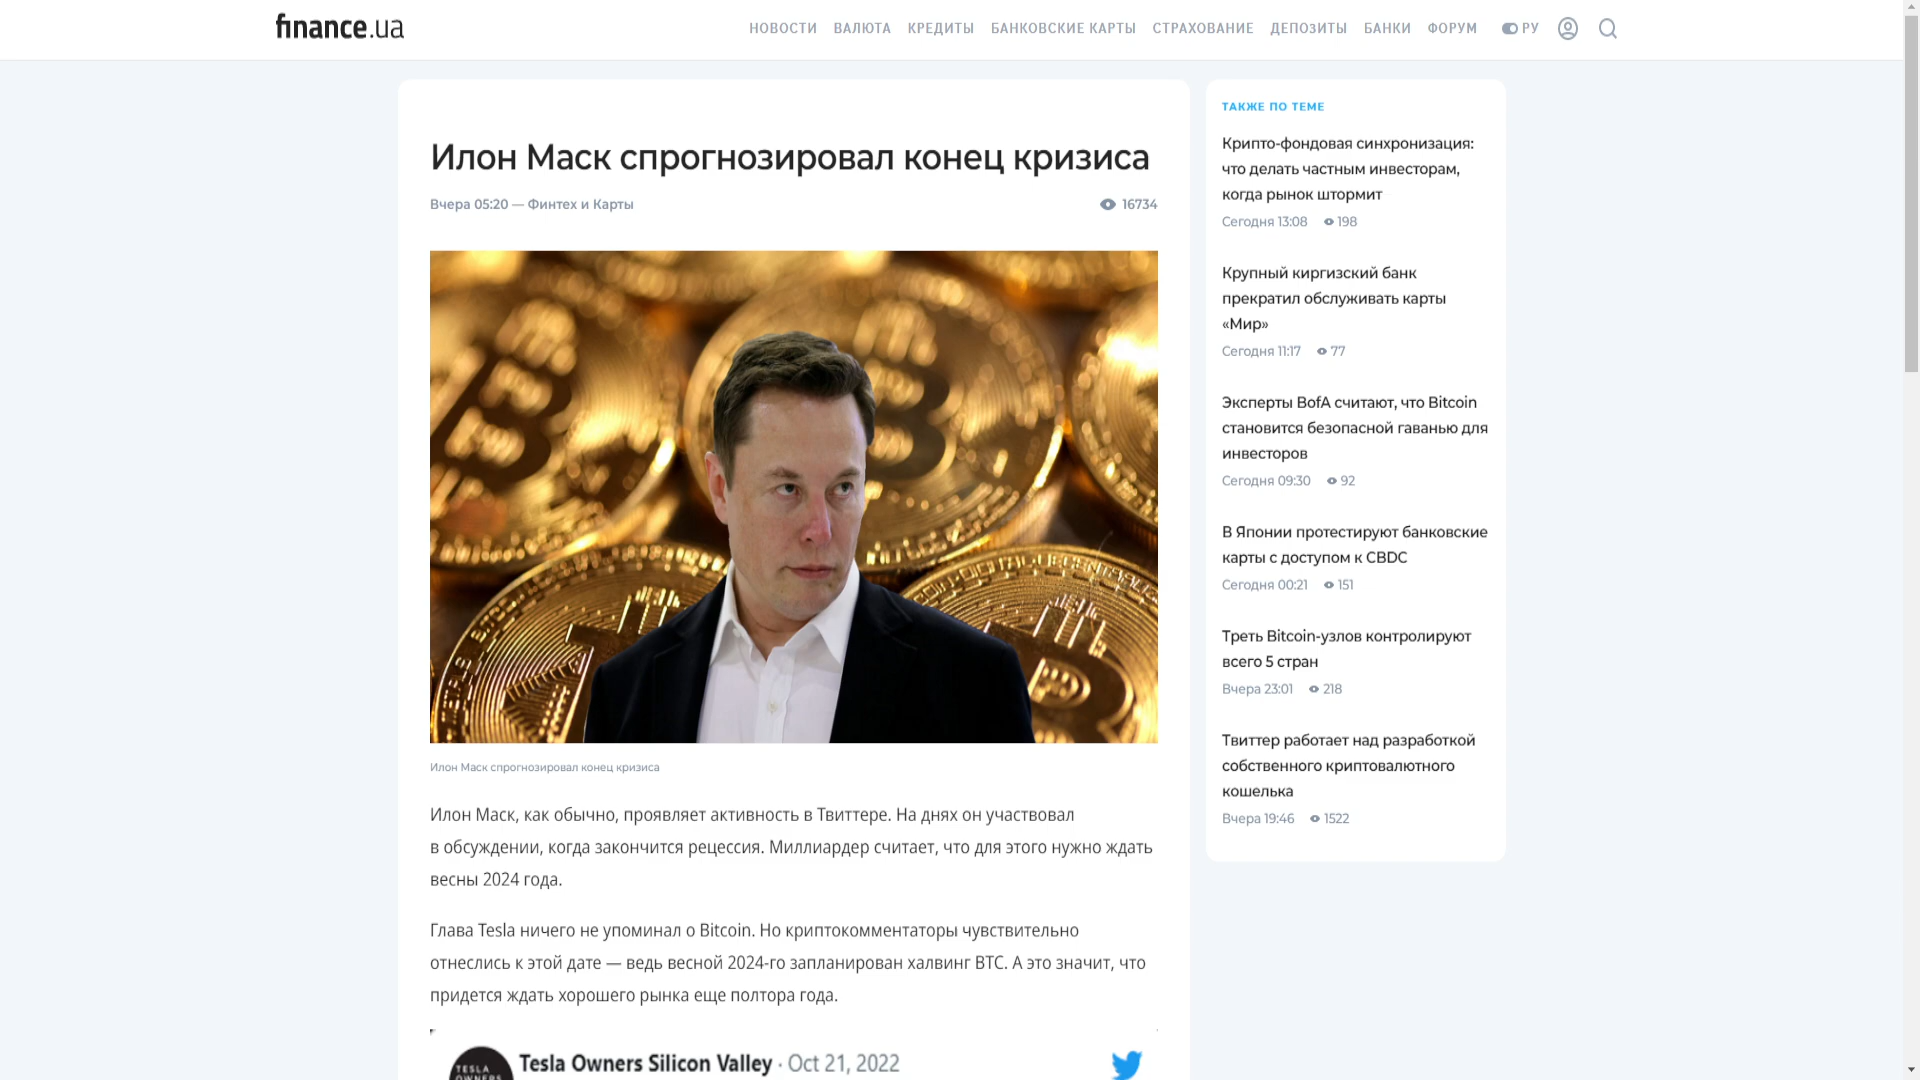 finance.ua
НОВОСТИ ВАЛЮТА КРЕДИТЫ БАНКОВСКИЕ КАРТЫ СТРАХОВАНИЕ ДЕПОЗИТЫ БАНКИ ФОРУМ РУ
Илон Маск спрогнозировал конец кризиса
Вчера 05:20 — Финтех и Карты
16734
Илон Маск спрогнозировал конец кризиса
Илон Маск, как обычно, проявляет активность в Твиттере. На днях он участвовал
в обсуждении, когда закончится рецессия. Миллиардер считает, что для этого нужно ждать
весны 2024 года.
Глава Tesla ничего не упоминал о Bitcoin. Но криптокомментаторы чувствительно
отнеслись к этой дате — ведь весной 2024-го запланирован халвинг BTC. А это значит, что
придется ждать хорошего рынка еще полтора года.
TESLA
OWNERS
Tesla Owners Silicon Valley · Oct 21, 2022
ТАКЖЕ ПО ТЕМЕ
Крипто-фондовая синхронизация:
что делать частным инвесторам,
когда рынок штормит
Сегодня 13:08 198
Крупный киргизский банк
прекратил обслуживать карты
«Мир»
Сегодня 11:17 77
Эксперты BofA считают, что Bitcoin
становится безопасной гаванью для
инвесторов
Сегодня 09:30 92
В Японии протестируют банковские
карты с доступом к CBDC
Сегодня 00:21 151
Треть Bitcoin-узлов контролируют
всего 5 стран
Вчера 23:01 218
Твиттер работает над разработкой
собственного криптовалютного
кошелька
Вчера 19:46 1522